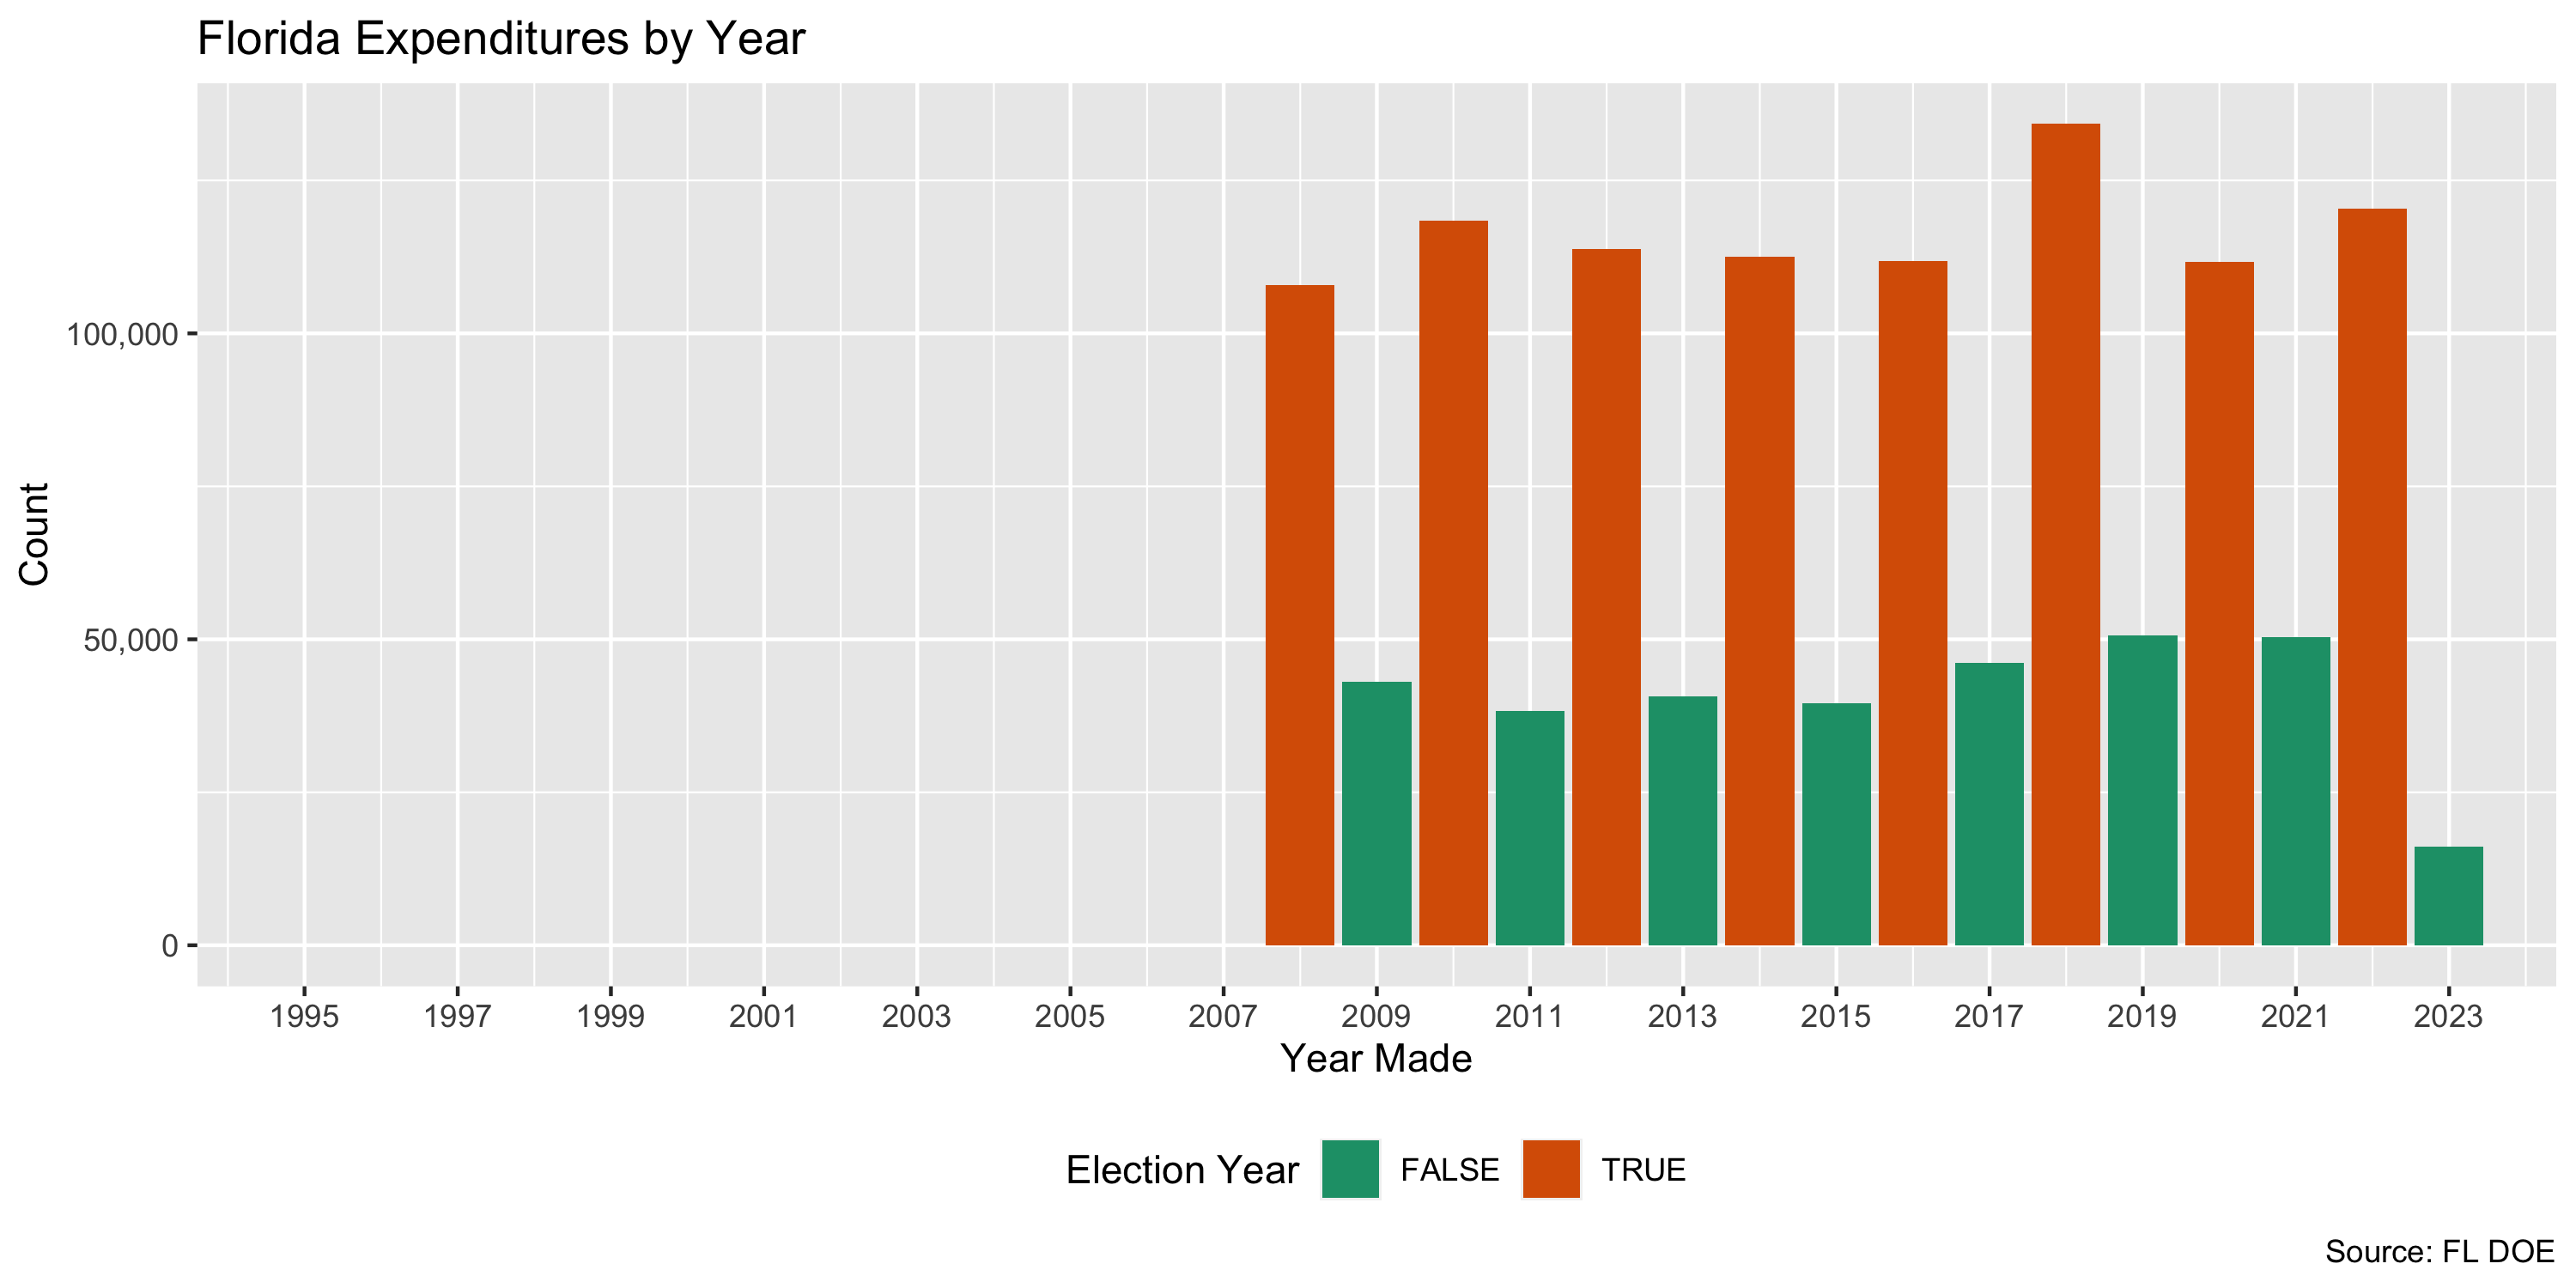 Florida Expenditures by Year
Count
100,000
50,000
0
1995 1997 1999 2001 2003 2005 2007 2009 2011 2013 2015 2017 2019 2021 2023
Year Made
Election Year FALSE TRUE
Source: FL DOE